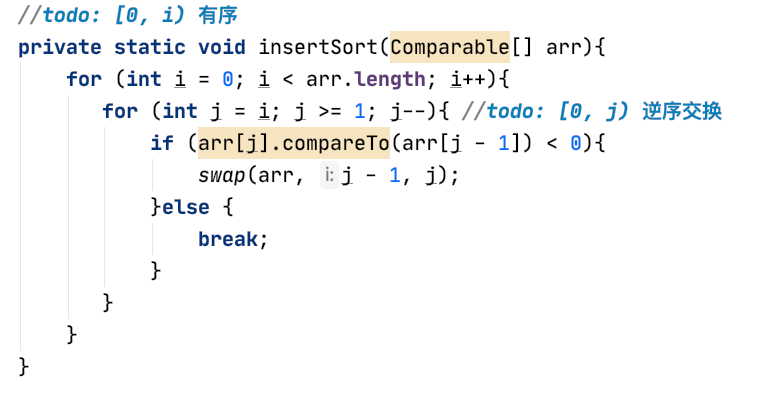 //todo: [0, i) 有序
private static void insertSort(Comparable[] arr){
for (int i = 0; i < arr.length; i++){
for (int j = i; j >= 1; j--){ //todo: [0, j) 逆序交换
if (arr[j].compareTo(arr[j - 1]) < 0){
swap(arr, i: j - 1, j);
}else {
break;
}
}
}
}